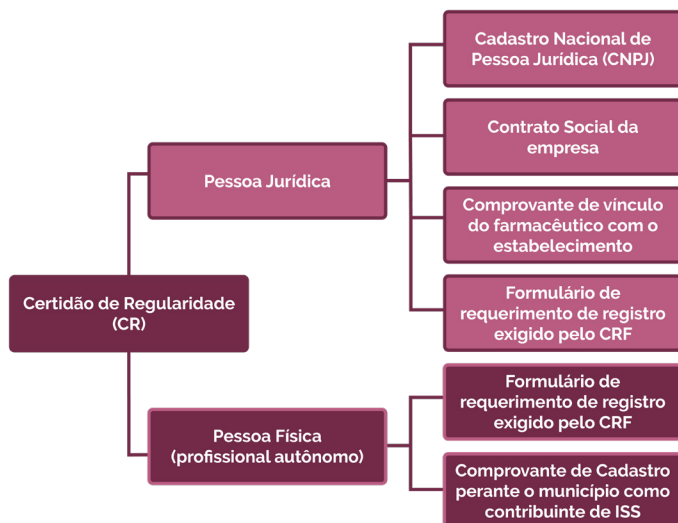 Cadastro Nacional de
Pessoa Jurídica (CNPJ)
Contrato Social da
empresa
Pessoa Jurídica
Comprovante de vínculo
do farmacêutico com o
estabelecimento
Certidão de Regularidade
(CR)
Formulário de
requerimento de registro
exigido pelo CRF
Pessoa Física
(profissional autônomo)
Formulário de
requerimento de registro
exigido pelo CRF
Comprovante de Cadastro
perante o município como
contribuinte de ISS